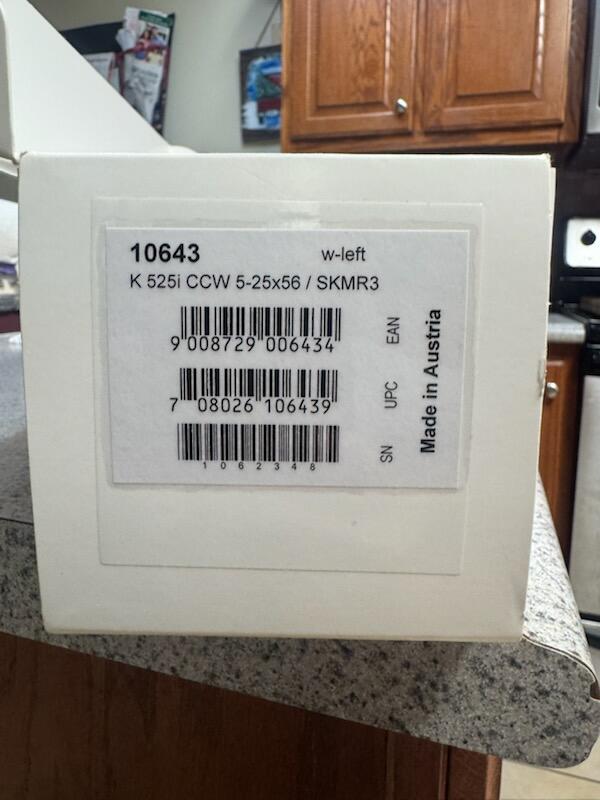 10643 w-left
K 525i CCW 5-25x56 / SKMR3
9 008729 006434 EAN
7 08026 106439 UPC
1062348 SN
Made in Austria